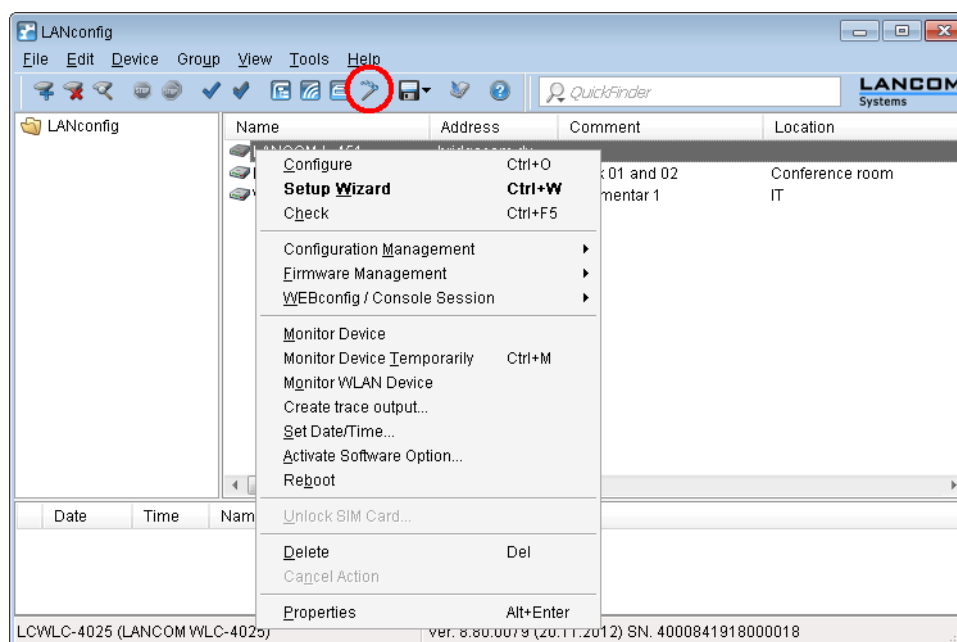 LANconfig
File Edit Device Group View Tools Help
QuickFinder
LANCOM
Systems
LANconfig
Name Address Comment Location
01 and 02 Conference room
mentar 1 IT
Configure Ctrl+O
Setup Wizard Ctrl+W
Check Ctrl+F5
Configuration Management
Firmware Management
WEBconfig / Console Session
Monitor Device
Monitor Device Temporarily Ctrl+M
Monitor WLAN Device
Create trace output...
Set Date/Time...
Activate Software Option...
Reboot
Unlock SIM Card...
Delete Del
Cancel Action
Properties Alt+Enter
Date Time Nam
LCWLC-4025 (LANCOM WLC-4025) Ver. 8.80.0079 (20.11.2012) SN. 4000841918000018